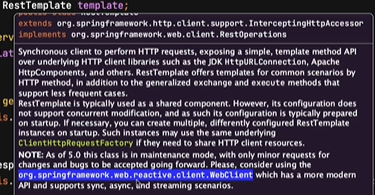 RestTemplate template;
public class RestTemplate
extends org.springframework.http.client.support.InterceptingHttpAccessor
implements org.springframework.web.client.RestOperations
Synchronous client to perform HTTP requests, exposing a simple, template method API
over underlying HTTP client libraries such as the JDK HttpURLConnection, Apache
HttpComponents, and others. RestTemplate offers templates for common scenarios by
HTTP method, in addition to the generalized exchange and execute methods that
support less frequent cases.
RestTemplate is typically used as a shared component. However, its configuration does
not support concurrent modification, and as such its configuration is typically prepared
on startup. If necessary, you can create multiple, differently configured RestTemplate
instances on startup. Such instances may use the same underlying
ClientHttpRequestFactory if they need to share HTTP client resources.
NOTE: As of 5.0 this class is in maintenance mode, with only minor requests for
changes and bugs to be accepted going forward. Please, consider using the
org.springframework.web.reactive.client.WebClient which has a more modern
API and supports sync, async, and streaming scenarios.